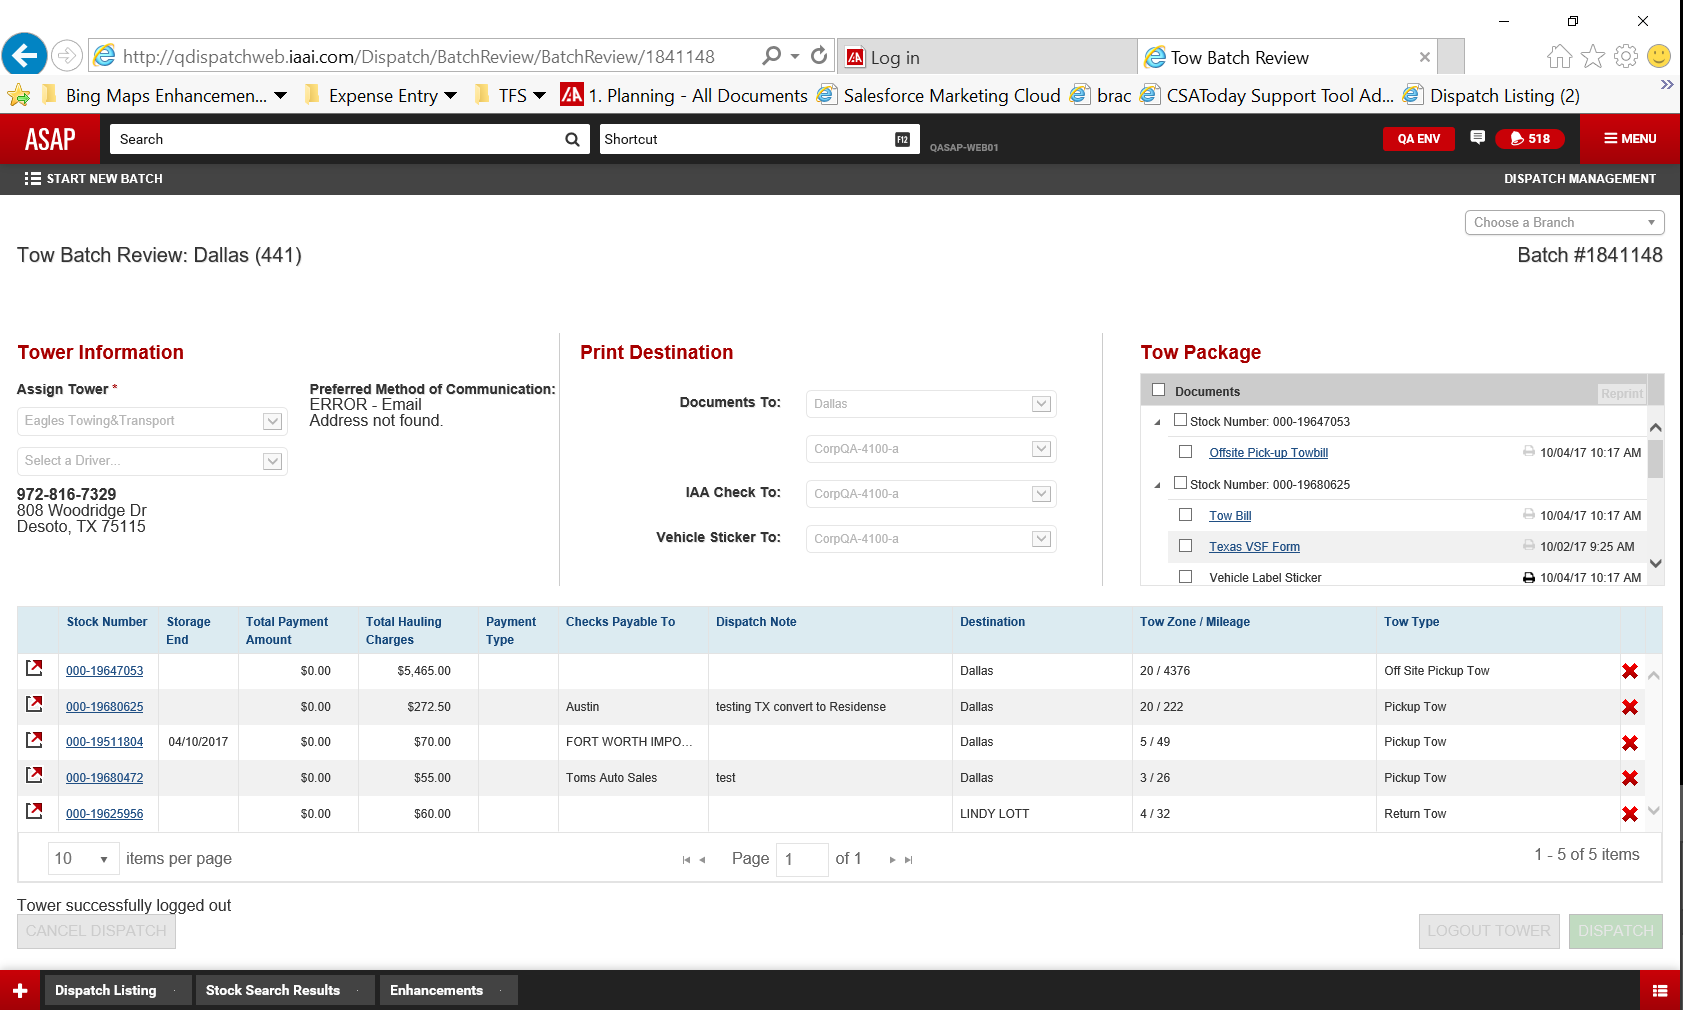 http://qdispatchweb.iaai.com/Dispatch/BatchReview/BatchReview/1841148
Log in
Tow Batch Review
Bing Maps Enhancemen...
Expense Entry
TFS
1. Planning - All Documents
Salesforce Marketing Cloud
brac
CSAToday Support Tool Ad...
Dispatch Listing (2)
ASAP
Search
Shortcut
F12
QASAP-WEB01
QA ENV
518
MENU
START NEW BATCH
DISPATCH MANAGEMENT
Choose a Branch
Tow Batch Review: Dallas (441)
Batch #1841148
Tower Information
Assign Tower *
Eagles Towing&Transport
Select a Driver...
972-816-7329
808 Woodridge Dr
Desoto, TX 75115
Preferred Method of Communication:
ERROR - Email
Address not found.
Print Destination
Documents To: Dallas
CorpQA-4100-a
IAA Check To: CorpQA-4100-a
Vehicle Sticker To: CorpQA-4100-a
Tow Package
Documents Reprint
Stock Number: 000-19647053
Offsite Pick-up Towbill 10/04/17 10:17 AM
Stock Number: 000-19680625
Tow Bill 10/04/17 10:17 AM
Texas VSF Form 10/02/17 9:25 AM
Vehicle Label Sticker 10/04/17 10:17 AM
Stock Number Storage End Total Payment Amount Total Hauling Charges Payment Type Checks Payable To Dispatch Note Destination Tow Zone / Mileage Tow Type
000-19647053 $0.00 $5,465.00 Dallas 20 / 4376 Off Site Pickup Tow
000-19680625 $0.00 $272.50 Austin testing TX convert to Residense Dallas 20 / 222 Pickup Tow
000-19511804 04/10/2017 $0.00 $70.00 FORT WORTH IMPO... Dallas 5 / 49 Pickup Tow
000-19680472 $0.00 $55.00 Toms Auto Sales test Dallas 3 / 26 Pickup Tow
000-19625956 $0.00 $60.00 LINDY LOTT 4 / 32 Return Tow
10 items per page
Page 1 of 1
1 - 5 of 5 items
Tower successfully logged out
CANCEL DISPATCH
LOGOUT TOWER
DISPATCH
Dispatch Listing
Stock Search Results
Enhancements